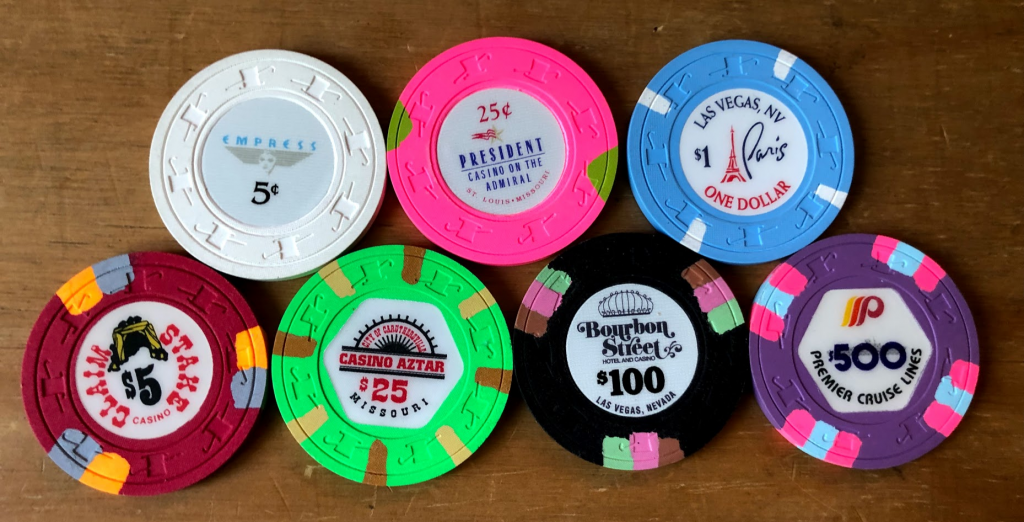 EMPRESS
5¢
25¢
PRESIDENT
CASINO ON THE
ADMIRAL
ST. LOUIS • MISSOURI
LAS VEGAS, NV
$1 Paris
ONE DOLLAR
CLAIM STAKE
$5
CASINO
CITY OF CARUTHERSVILLE
CASINO AZTAR
$25
MISSOURI
Bourbon
Street
HOTEL AND CASINO
$100
LAS VEGAS, NEVADA
$500
PREMIER CRUISE LINES